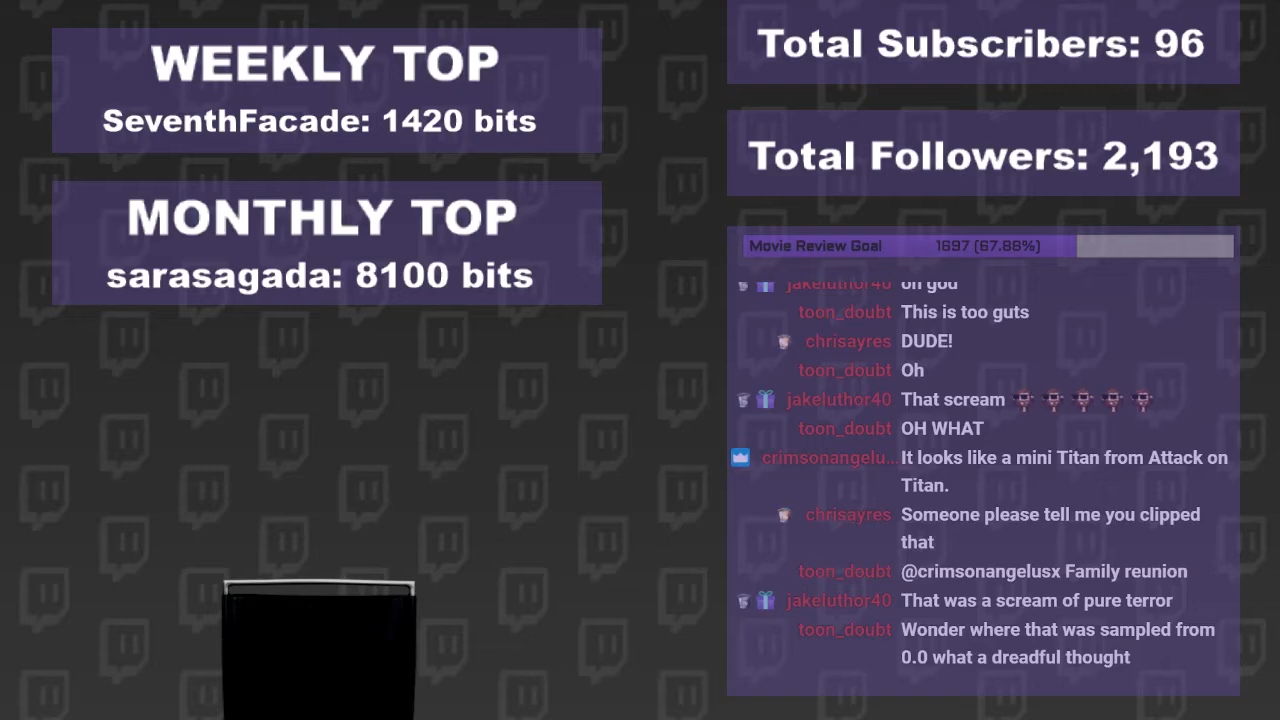 WEEKLY TOP
SeventhFacade: 1420 bits
MONTHLY TOP
sarasagada: 8100 bits
Total Subscribers: 96
Total Followers: 2,193
Movie Review Goal 1697 (67.88%)
jakeluthor40 oh god
toon_doubt This is too guts
chrisayres DUDE!
toon_doubt Oh
jakeluthor40 That scream
toon_doubt OH WHAT
crimsonangelu... It looks like a mini Titan from Attack on
Titan.
chrisayres Someone please tell me you clipped
that
toon_doubt @crimsonangelusx Family reunion
jakeluthor40 That was a scream of pure terror
toon_doubt Wonder where that was sampled from
0.0 what a dreadful thought